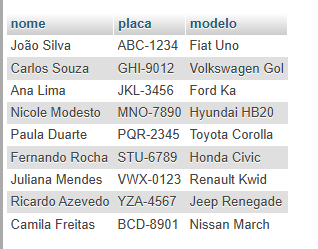 nome placa modelo
João Silva ABC-1234 Fiat Uno
Carlos Souza GHI-9012 Volkswagen Gol
Ana Lima JKL-3456 Ford Ka
Nicole Modesto MNO-7890 Hyundai HB20
Paula Duarte PQR-2345 Toyota Corolla
Fernando Rocha STU-6789 Honda Civic
Juliana Mendes VWX-0123 Renault Kwid
Ricardo Azevedo YZA-4567 Jeep Renegade
Camila Freitas BCD-8901 Nissan March